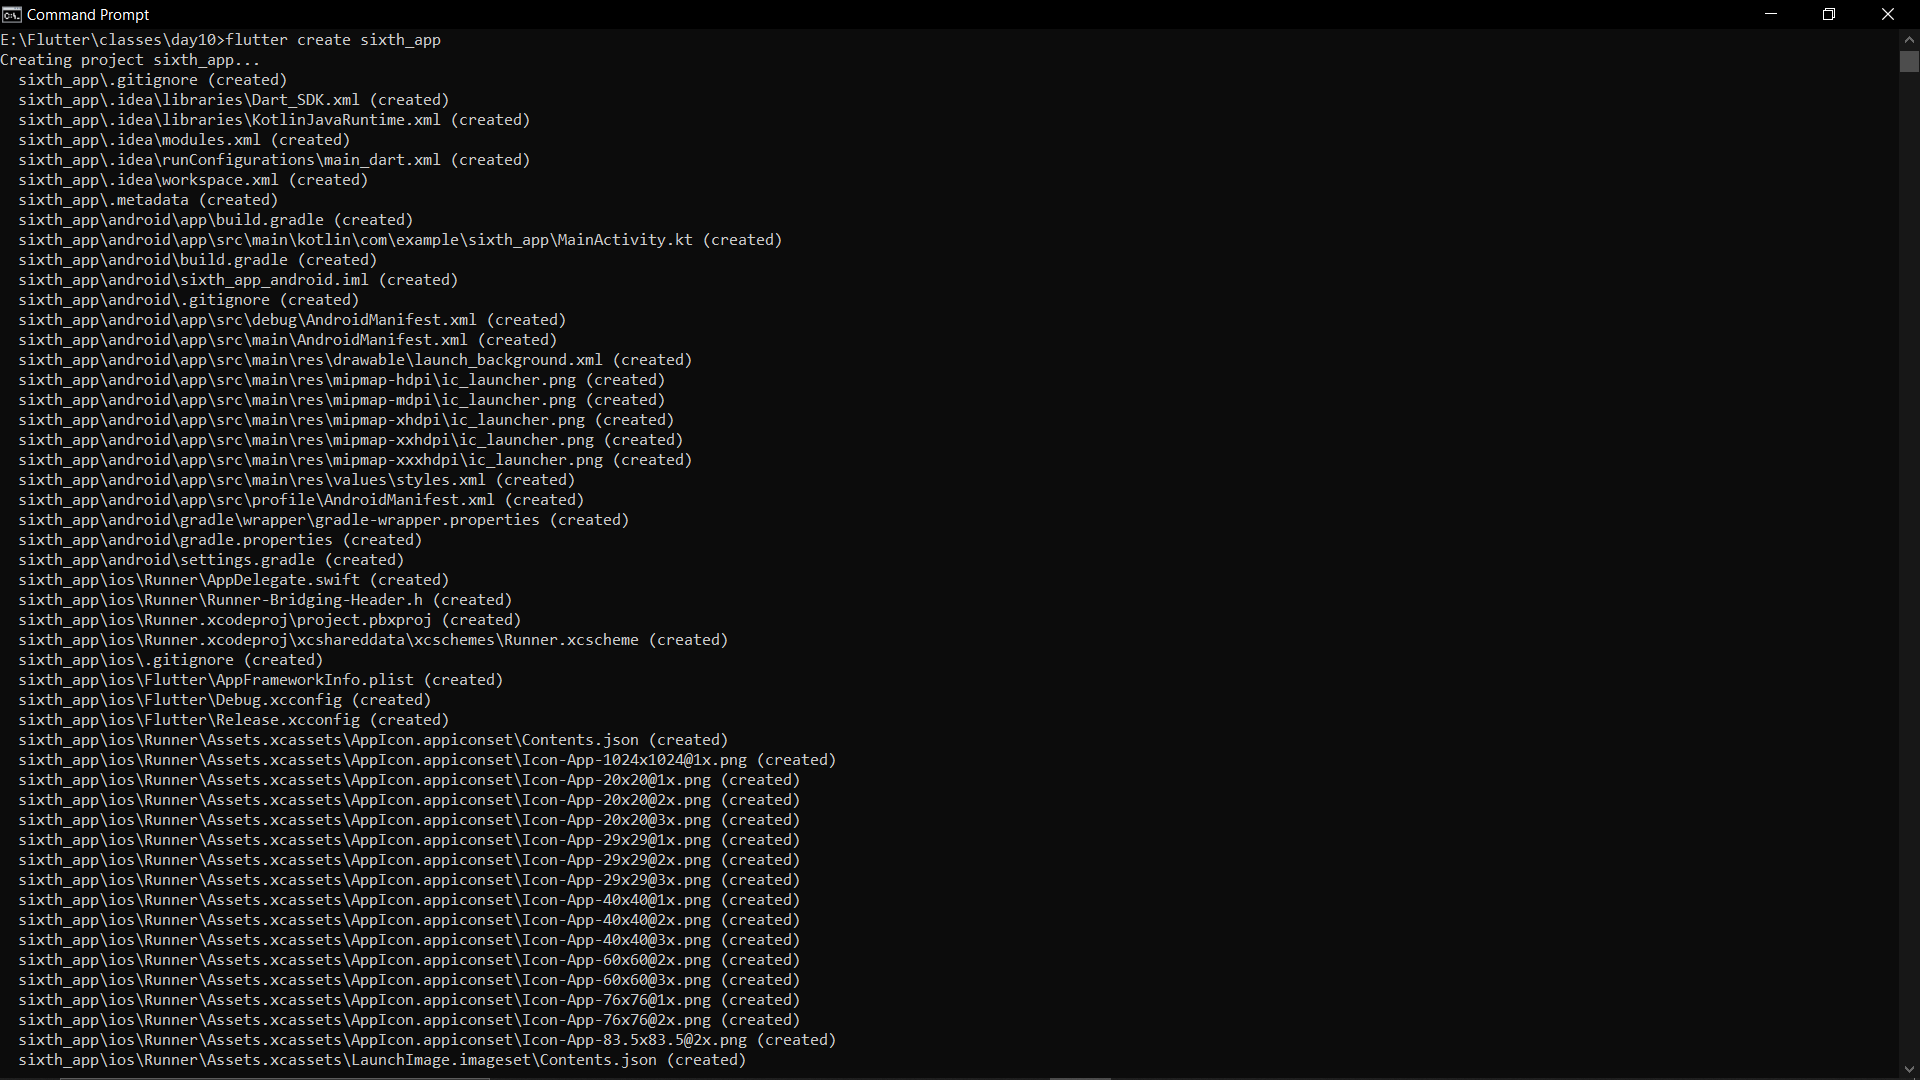 Command Prompt
E:\Flutter\classes\day10>flutter create sixth_app
Creating project sixth_app...
  sixth_app\.gitignore (created)
  sixth_app\.idea\libraries\Dart_SDK.xml (created)
  sixth_app\.idea\libraries\KotlinJavaRuntime.xml (created)
  sixth_app\.idea\modules.xml (created)
  sixth_app\.idea\runConfigurations\main_dart.xml (created)
  sixth_app\.idea\workspace.xml (created)
  sixth_app\.metadata (created)
  sixth_app\android\app\build.gradle (created)
  sixth_app\android\app\src\main\kotlin\com\example\sixth_app\MainActivity.kt (created)
  sixth_app\android\build.gradle (created)
  sixth_app\android\sixth_app_android.iml (created)
  sixth_app\android\.gitignore (created)
  sixth_app\android\app\src\debug\AndroidManifest.xml (created)
  sixth_app\android\app\src\main\AndroidManifest.xml (created)
  sixth_app\android\app\src\main\res\drawable\launch_background.xml (created)
  sixth_app\android\app\src\main\res\mipmap-hdpi\ic_launcher.png (created)
  sixth_app\android\app\src\main\res\mipmap-mdpi\ic_launcher.png (created)
  sixth_app\android\app\src\main\res\mipmap-xhdpi\ic_launcher.png (created)
  sixth_app\android\app\src\main\res\mipmap-xxhdpi\ic_launcher.png (created)
  sixth_app\android\app\src\main\res\mipmap-xxxhdpi\ic_launcher.png (created)
  sixth_app\android\app\src\main\res\values\styles.xml (created)
  sixth_app\android\app\src\profile\AndroidManifest.xml (created)
  sixth_app\android\gradle\wrapper\gradle-wrapper.properties (created)
  sixth_app\android\gradle.properties (created)
  sixth_app\android\settings.gradle (created)
  sixth_app\ios\Runner\AppDelegate.swift (created)
  sixth_app\ios\Runner\Runner-Bridging-Header.h (created)
  sixth_app\ios\Runner.xcodeproj\project.pbxproj (created)
  sixth_app\ios\Runner.xcodeproj\xcshareddata\xcschemes\Runner.xcscheme (created)
  sixth_app\ios\.gitignore (created)
  sixth_app\ios\Flutter\AppFrameworkInfo.plist (created)
  sixth_app\ios\Flutter\Debug.xcconfig (created)
  sixth_app\ios\Flutter\Release.xcconfig (created)
  sixth_app\ios\Runner\Assets.xcassets\AppIcon.appiconset\Contents.json (created)
  sixth_app\ios\Runner\Assets.xcassets\AppIcon.appiconset\Icon-App-1024x1024@1x.png (created)
  sixth_app\ios\Runner\Assets.xcassets\AppIcon.appiconset\Icon-App-20x20@1x.png (created)
  sixth_app\ios\Runner\Assets.xcassets\AppIcon.appiconset\Icon-App-20x20@2x.png (created)
  sixth_app\ios\Runner\Assets.xcassets\AppIcon.appiconset\Icon-App-20x20@3x.png (created)
  sixth_app\ios\Runner\Assets.xcassets\AppIcon.appiconset\Icon-App-29x29@1x.png (created)
  sixth_app\ios\Runner\Assets.xcassets\AppIcon.appiconset\Icon-App-29x29@2x.png (created)
  sixth_app\ios\Runner\Assets.xcassets\AppIcon.appiconset\Icon-App-29x29@3x.png (created)
  sixth_app\ios\Runner\Assets.xcassets\AppIcon.appiconset\Icon-App-40x40@1x.png (created)
  sixth_app\ios\Runner\Assets.xcassets\AppIcon.appiconset\Icon-App-40x40@2x.png (created)
  sixth_app\ios\Runner\Assets.xcassets\AppIcon.appiconset\Icon-App-40x40@3x.png (created)
  sixth_app\ios\Runner\Assets.xcassets\AppIcon.appiconset\Icon-App-60x60@2x.png (created)
  sixth_app\ios\Runner\Assets.xcassets\AppIcon.appiconset\Icon-App-60x60@3x.png (created)
  sixth_app\ios\Runner\Assets.xcassets\AppIcon.appiconset\Icon-App-76x76@1x.png (created)
  sixth_app\ios\Runner\Assets.xcassets\AppIcon.appiconset\Icon-App-76x76@2x.png (created)
  sixth_app\ios\Runner\Assets.xcassets\AppIcon.appiconset\Icon-App-83.5x83.5@2x.png (created)
  sixth_app\ios\Runner\Assets.xcassets\LaunchImage.imageset\Contents.json (created)